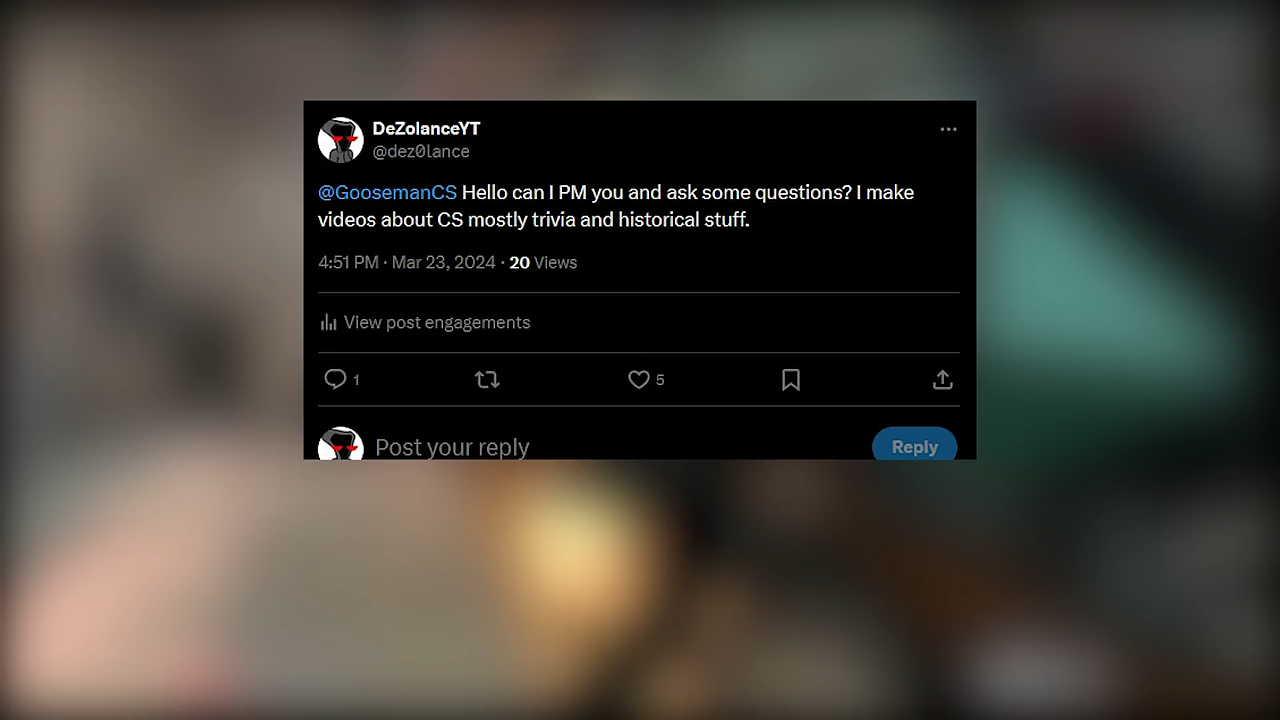 DeZolanceYT
@dez0lance
@GoosemanCS Hello can I PM you and ask some questions? I make
videos about CS mostly trivia and historical stuff.
4:51 PM · Mar 23, 2024 · 20 Views
View post engagements
1
5
Post your reply
Reply